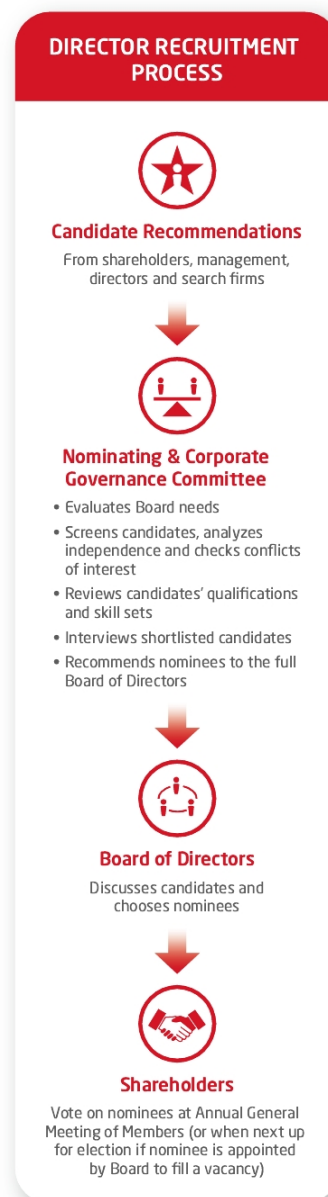 DIRECTOR RECRUITMENT
PROCESS
Candidate Recommendations
From shareholders, management,
directors and search firms
Nominating & Corporate
Governance Committee
• Evaluates Board needs
• Screens candidates, analyzes
independence and checks conflicts
of interest
• Reviews candidates' qualifications
and skill sets
• Interviews shortlisted candidates
• Recommends nominees to the full
Board of Directors
Board of Directors
Discusses candidates and
chooses nominees
Shareholders
Vote on nominees at Annual General
Meeting of Members (or when next up
for election if nominee is appointed
by Board to fill a vacancy)